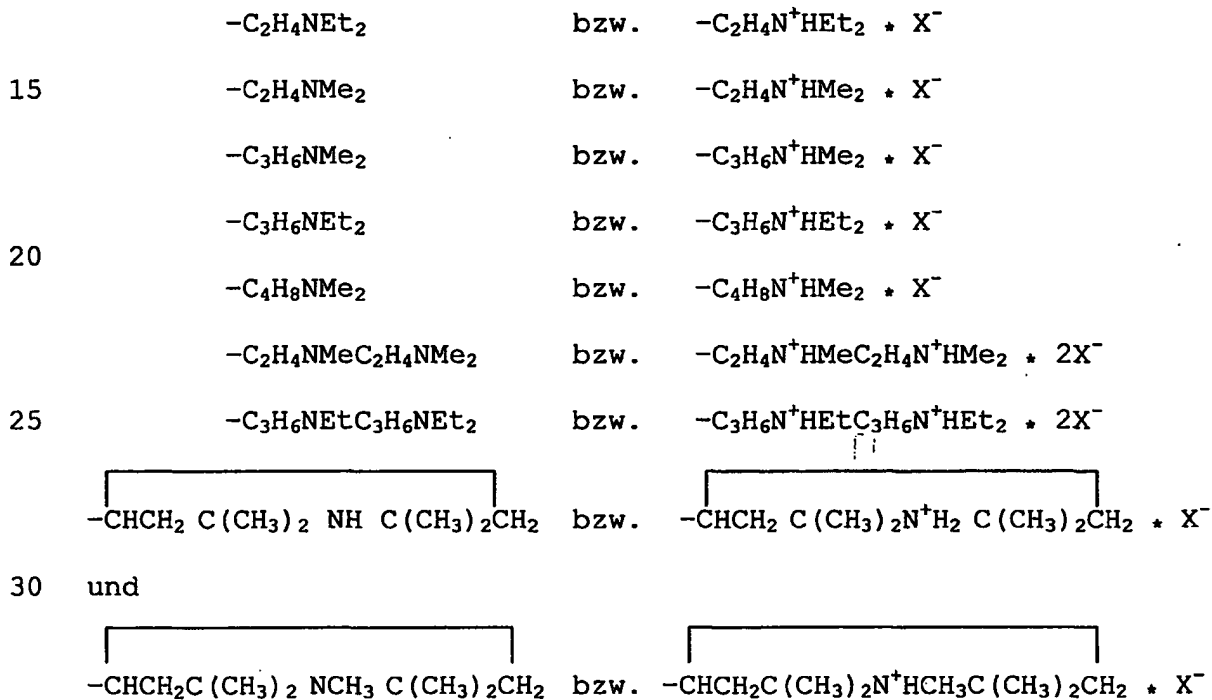 -C₂H₄NEt₂ bzw. -C₂H₄N⁺HEt₂ * X⁻
15 -C₂H₄NMe₂ bzw. -C₂H₄N⁺HMe₂ * X⁻
-C₃H₆NMe₂ bzw. -C₃H₆N⁺HMe₂ * X⁻
-C₃H₆NEt₂ bzw. -C₃H₆N⁺HEt₂ * X⁻
20
-C₄H₈NMe₂ bzw. -C₄H₈N⁺HMe₂ * X⁻
-C₂H₄NMeC₂H₄NMe₂ bzw. -C₂H₄N⁺HMeC₂H₄N⁺HMe₂ * 2X⁻
25 -C₃H₆NEtC₃H₆NEt₂ bzw. -C₃H₆N⁺HEtC₃H₆N⁺HEt₂ * 2X⁻
-CHCH₂ C(CH₃)₂ NH C(CH₃)₂CH₂ bzw. -CHCH₂ C(CH₃)₂N⁺H₂ C(CH₃)₂CH₂ * X⁻
30 und
-CHCH₂C(CH₃)₂ NCH₃ C(CH₃)₂CH₂ bzw. -CHCH₂C(CH₃)₂N⁺HCH₃C(CH₃)₂CH₂ * X⁻